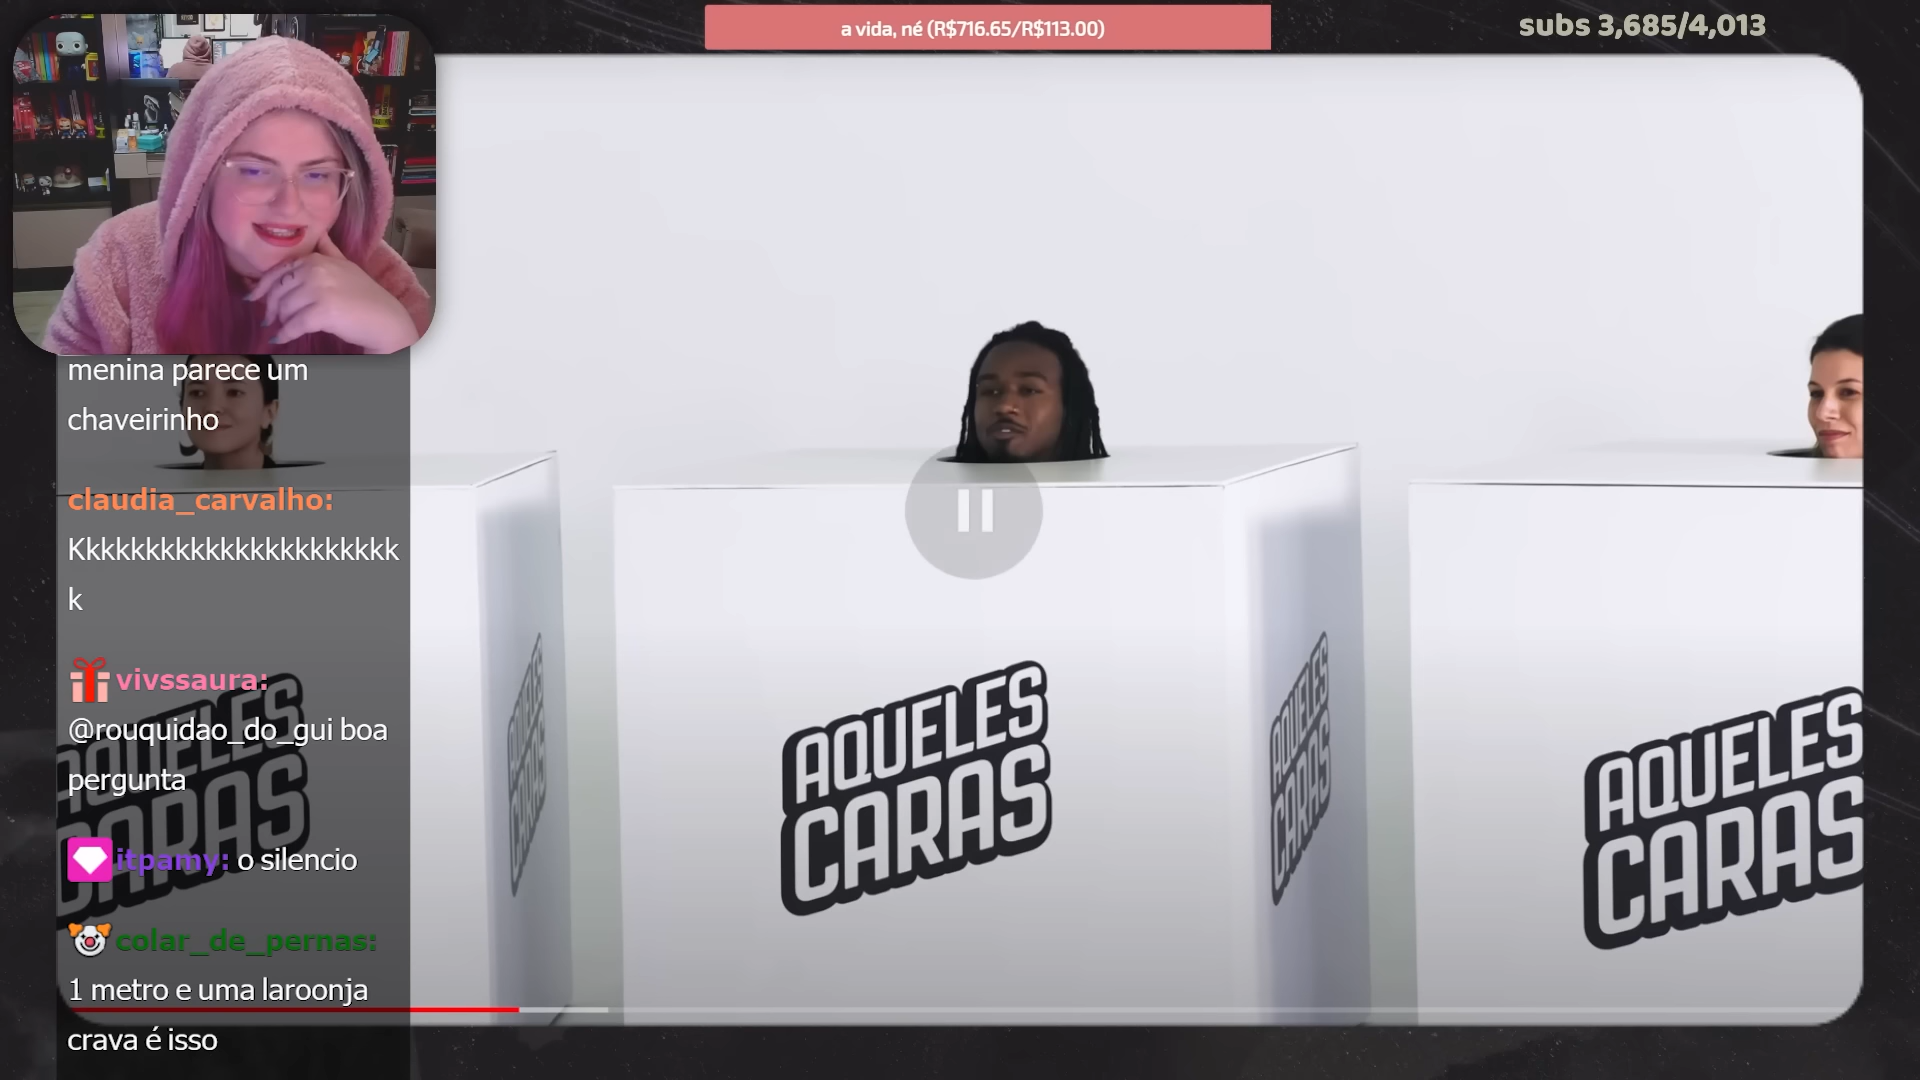 a vida, né (R$716.65/R$113.00)
subs 3,685/4,013
menina parece um
chaveirinho
claudia_carvalho:
Kkkkkkkkkkkkkkkkkkkkkk
k
vivssaura:
@rouquidao_do_gui boa
pergunta
itpamy: o silencio
colar_de_pernas:
1 metro e uma laroonja
crava é isso
AQUELES
CARAS
AQUELES
CARAS
AQUELES
CARAS
AQUELES
CARAS
AQUELES
CARAS